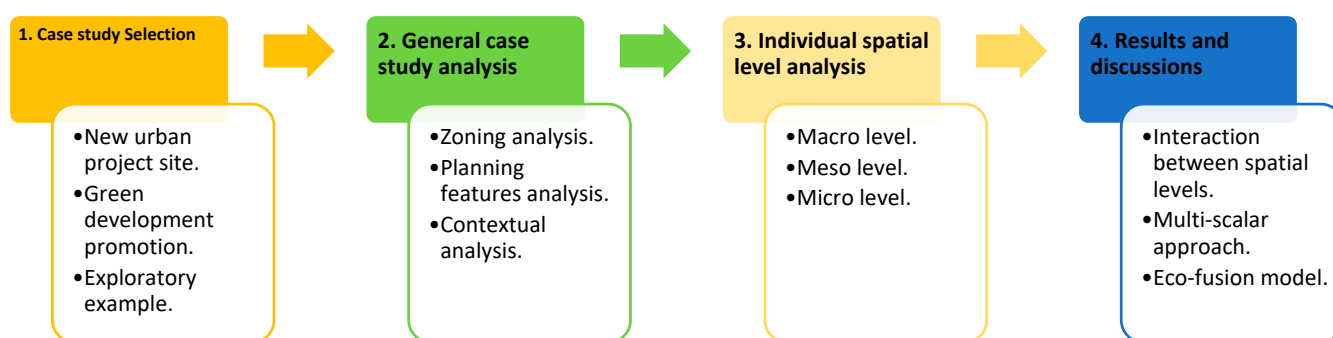 1. Case study Selection
•New urban
project site.
•Green
development
promotion.
•Exploratory
example.
2. General case
study analysis
•Zoning analysis.
•Planning
features analysis.
•Contextual
analysis.
3. Individual spatial
level analysis
•Macro level.
•Meso level.
•Micro level.
4. Results and
discussions
•Interaction
between spatial
levels.
•Multi-scalar
approach.
•Eco-fusion model.